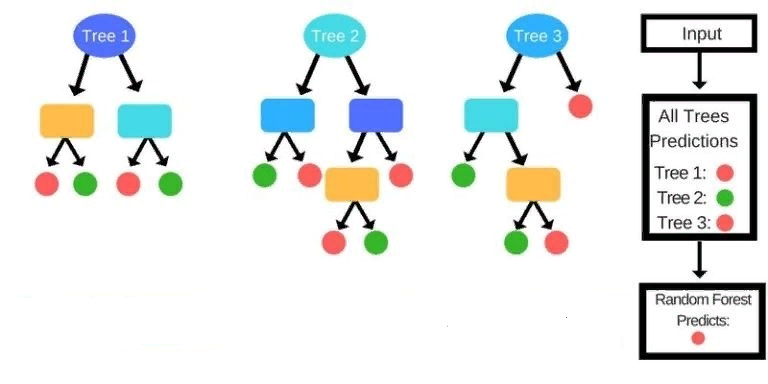 Tree 1
Tree 2
Tree 3
Input
All Trees
Predictions
Tree 1:
Tree 2:
Tree 3:
Random Forest
Predicts: